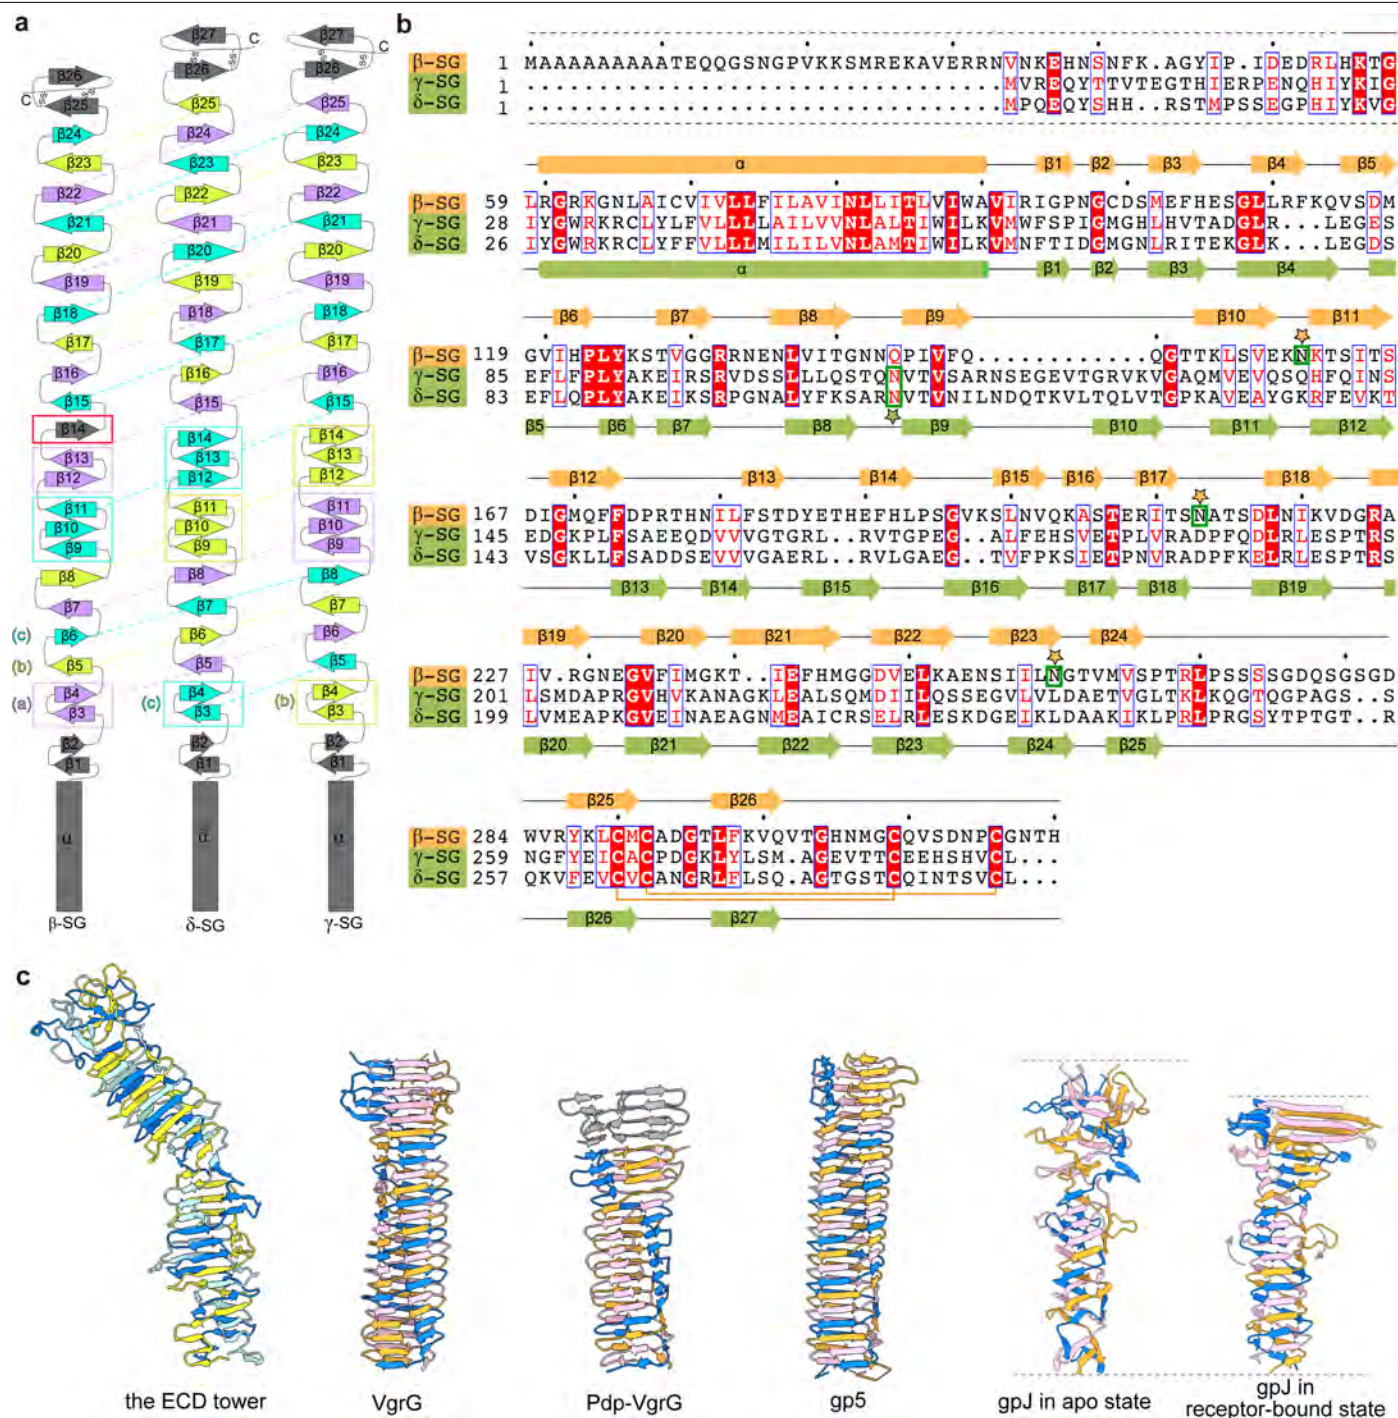 a
β27 C β27 C
β26 β26 β26
C SS SS SS SS SS SS
β25 β25 β25
β24 β24 β24
β23 β23 β23
β22 β22 β22
β21 β21 β21
β20 β20 β20
β19 β19 β19
β18 β18 β18
β17 β17 β17
β16 β16 β16
β15 β15 β15
β14 β14 β14
β13 β13 β13
β12 β12 β12
β11 β11 β11
β10 β10 β10
β9 β9 β9
β8 β8 β8
β7 β7 β7
(c) β6 β6 β6
(b) β5 β5 β5
(a) β4 (c) β4 (b) β4
β3 β3 β3
β2 β2 β2
β1 β1 β1
α α α
β-SG δ-SG γ-SG
b
β-SG 1 MAAAAAAAAAATEQQGSNGPVKKSMREKAVERRNVNKEHNSNFK.AGYIP.IDEDRLHKTG
γ-SG 1 .................................MVREQYTTVTEGTHIERPENQHIYKIG
δ-SG 1 .................................MPQEQYSHH..RSTMPSSEGPHIYKVG
α β1 β2 β3 β4 β5
β-SG 59 LRGRKGNLAICVIVLLFILAVINLLITLVIWAVIRIGPNGCDSMEFHESGLLRFKQVSDM
γ-SG 28 IYGWRKRCLYLFVLLLLAILVVNLALTIWILKVMWFSPIGMGHLHVTADGLR...LEGES
δ-SG 26 IYGWRKRCLYFFVLLLMILILVNLAMTIWILKVMNFTIDGMGNLRITEKGLK...LEGDS
α β1 β2 β3 β4
β6 β7 β8 β9 β10 β11
β-SG 119 GVIHPLYKSTVGGRRNENLVITGNNQPIVFQ............QGTTKLSVEKNKTSITS
γ-SG 85 EFLFPLYAKEIRSRVDSSLLLQSTQNVTVSARNSEGEVTGRVKVGAQMVEVQSQHFQINS
δ-SG 83 EFLQPLYAKEIKSRPGNALYFKSARNVTVNILNDQTKVLTQLVTGPKAVEAYGKRFEVKT
β5 β6 β7 β8 β9 β10 β11 β12
β12 β13 β14 β15 β16 β17 β18
β-SG 167 DIGMQFFDPRTHNILFSTDYETHEFHLPSGVKSLNVQKASTERITSNATSDLNIKVDGRA
γ-SG 145 EDGKPLFSAEEQDVVVGTGRL..RVTGPEG..ALFEHSVETPLVRADPFQDLRLESPTRS
δ-SG 143 VSGKLLFSADDSEVVVGAERL..RVLGAEG..TVFPKSIETPNVRADPFKELRLESPTRS
β13 β14 β15 β16 β17 β18 β19
β19 β20 β21 β22 β23 β24
β-SG 227 IV.RGNEGVFIMGKT..IEFHMGGDVELKAENSIILNGTVMVSPTRLPSSSSGDQSGSGD
γ-SG 201 LSMDAPRGVHVKANAGKLEALSQMDIILQSSEGVLVLDAETVGLTKLKQGTQGPAGS..S
δ-SG 199 LVMEAPKGVEINAEAGNMEAICRSELRLESKDGEIKLDAAKIKLPRLPRGSYTPTGT..R
β20 β21 β22 β23 β24 β25
β25 β26
β-SG 284 WVRYKLCMCADGTLFKVQVTGHNMGCQVSDNPCGNTH
γ-SG 259 NGFYEICACPDGKLYLSM.AGEVTTCEEHSHVCL...
δ-SG 257 QKVFEVCVCANGRLFLSQ.AGTGSTCQINTSVCL...
β26 β27
c
the ECD tower
VgrG
Pdp-VgrG
gp5
gpJ in apo state
gpJ in
receptor-bound state